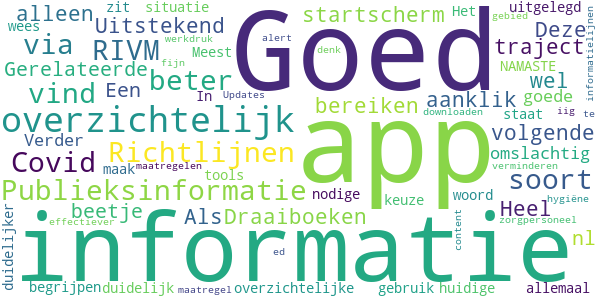 alleen
zit
situatie
Goed
startscherm
Het
uitgelegd
gebied
informatielijnen
wees
Uitstekend
werkdruk
alert
Deze
via
RIVM
Meest
denk
traject
Gerelateerde
fijn
beter
wel
NAMASTE
vind
Een
In
Updates
bereiken
aanklik
goede
iig
te
overzichtelijk
app
downloaden
staat
volgende
Verder
Richtlijnen
omslachtig
Covid
maak
maatregelen
tools
verminderen
soort
Publieksinformatie
nodige
woord
hygiëne
duidelijker
beetje
Als
Draaiboeken
keuze
Heel
zorgpersoneel
effectiever
informatie
content
nl
ed
begrijpen
duidelijk
maatregel
overzichtelijke
gebruik
huidige
allemaal